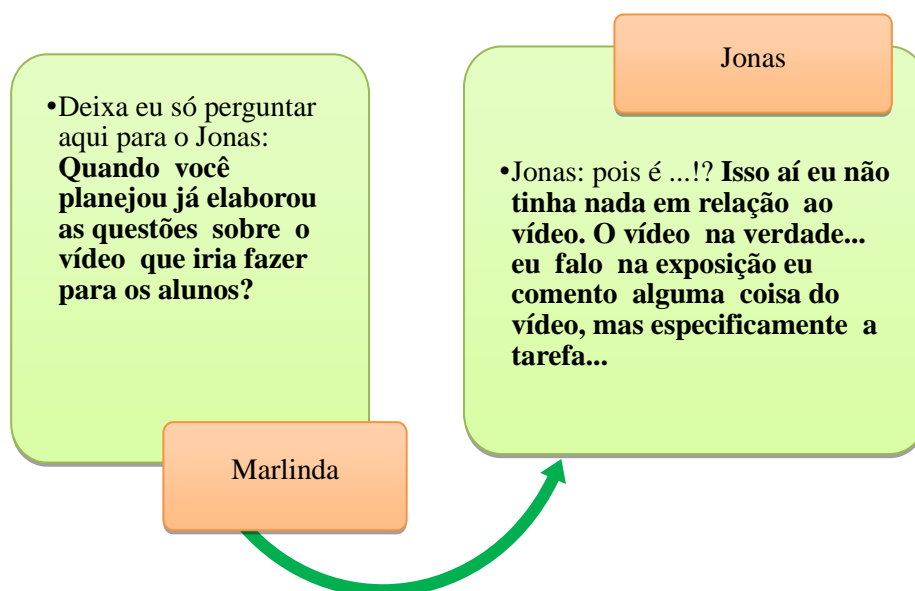 •Deixa eu só perguntar
aqui para o Jonas:
Quando você
planejou já elaborou
as questões sobre o
vídeo que iria fazer
para os alunos?
Marlinda
Jonas
•Jonas: pois é ...!? Isso aí eu não
tinha nada em relação ao
vídeo. O vídeo na verdade...
eu falo na exposição eu
comento alguma coisa do
vídeo, mas especificamente a
tarefa...